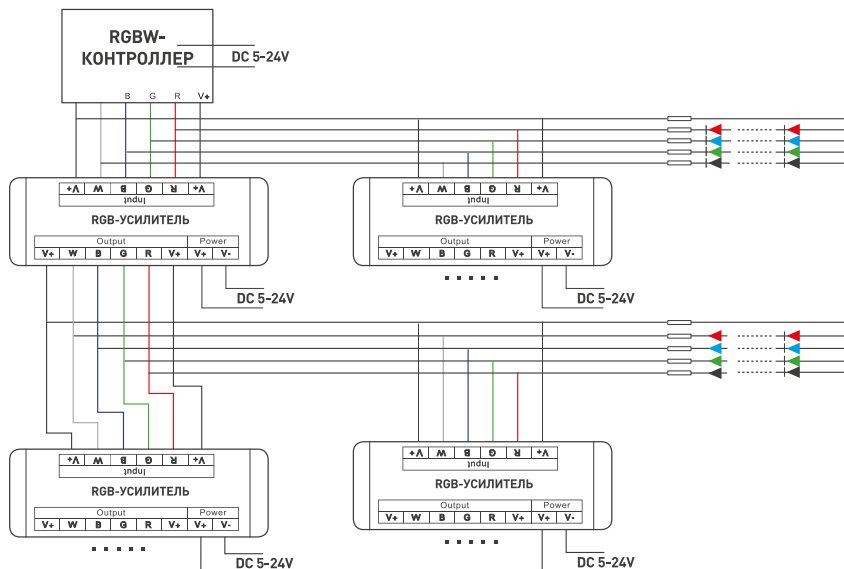 RGBW-
КОНТРОЛЛЕР
DC 5-24V
B G R V+
V+ W B G R V+
Input
RGB-УСИЛИТЕЛЬ
Output Power
V+ W B G R V+ V+ V-
DC 5-24V
V+ W B G R V+
Input
RGB-УСИЛИТЕЛЬ
Output Power
V+ W B G R V+ V+ V-
DC 5-24V
V+ W B G R V+
Input
RGB-УСИЛИТЕЛЬ
Output Power
V+ W B G R V+ V+ V-
DC 5-24V
V+ W B G R V+
Input
RGB-УСИЛИТЕЛЬ
Output Power
V+ W B G R V+ V+ V-
DC 5-24V